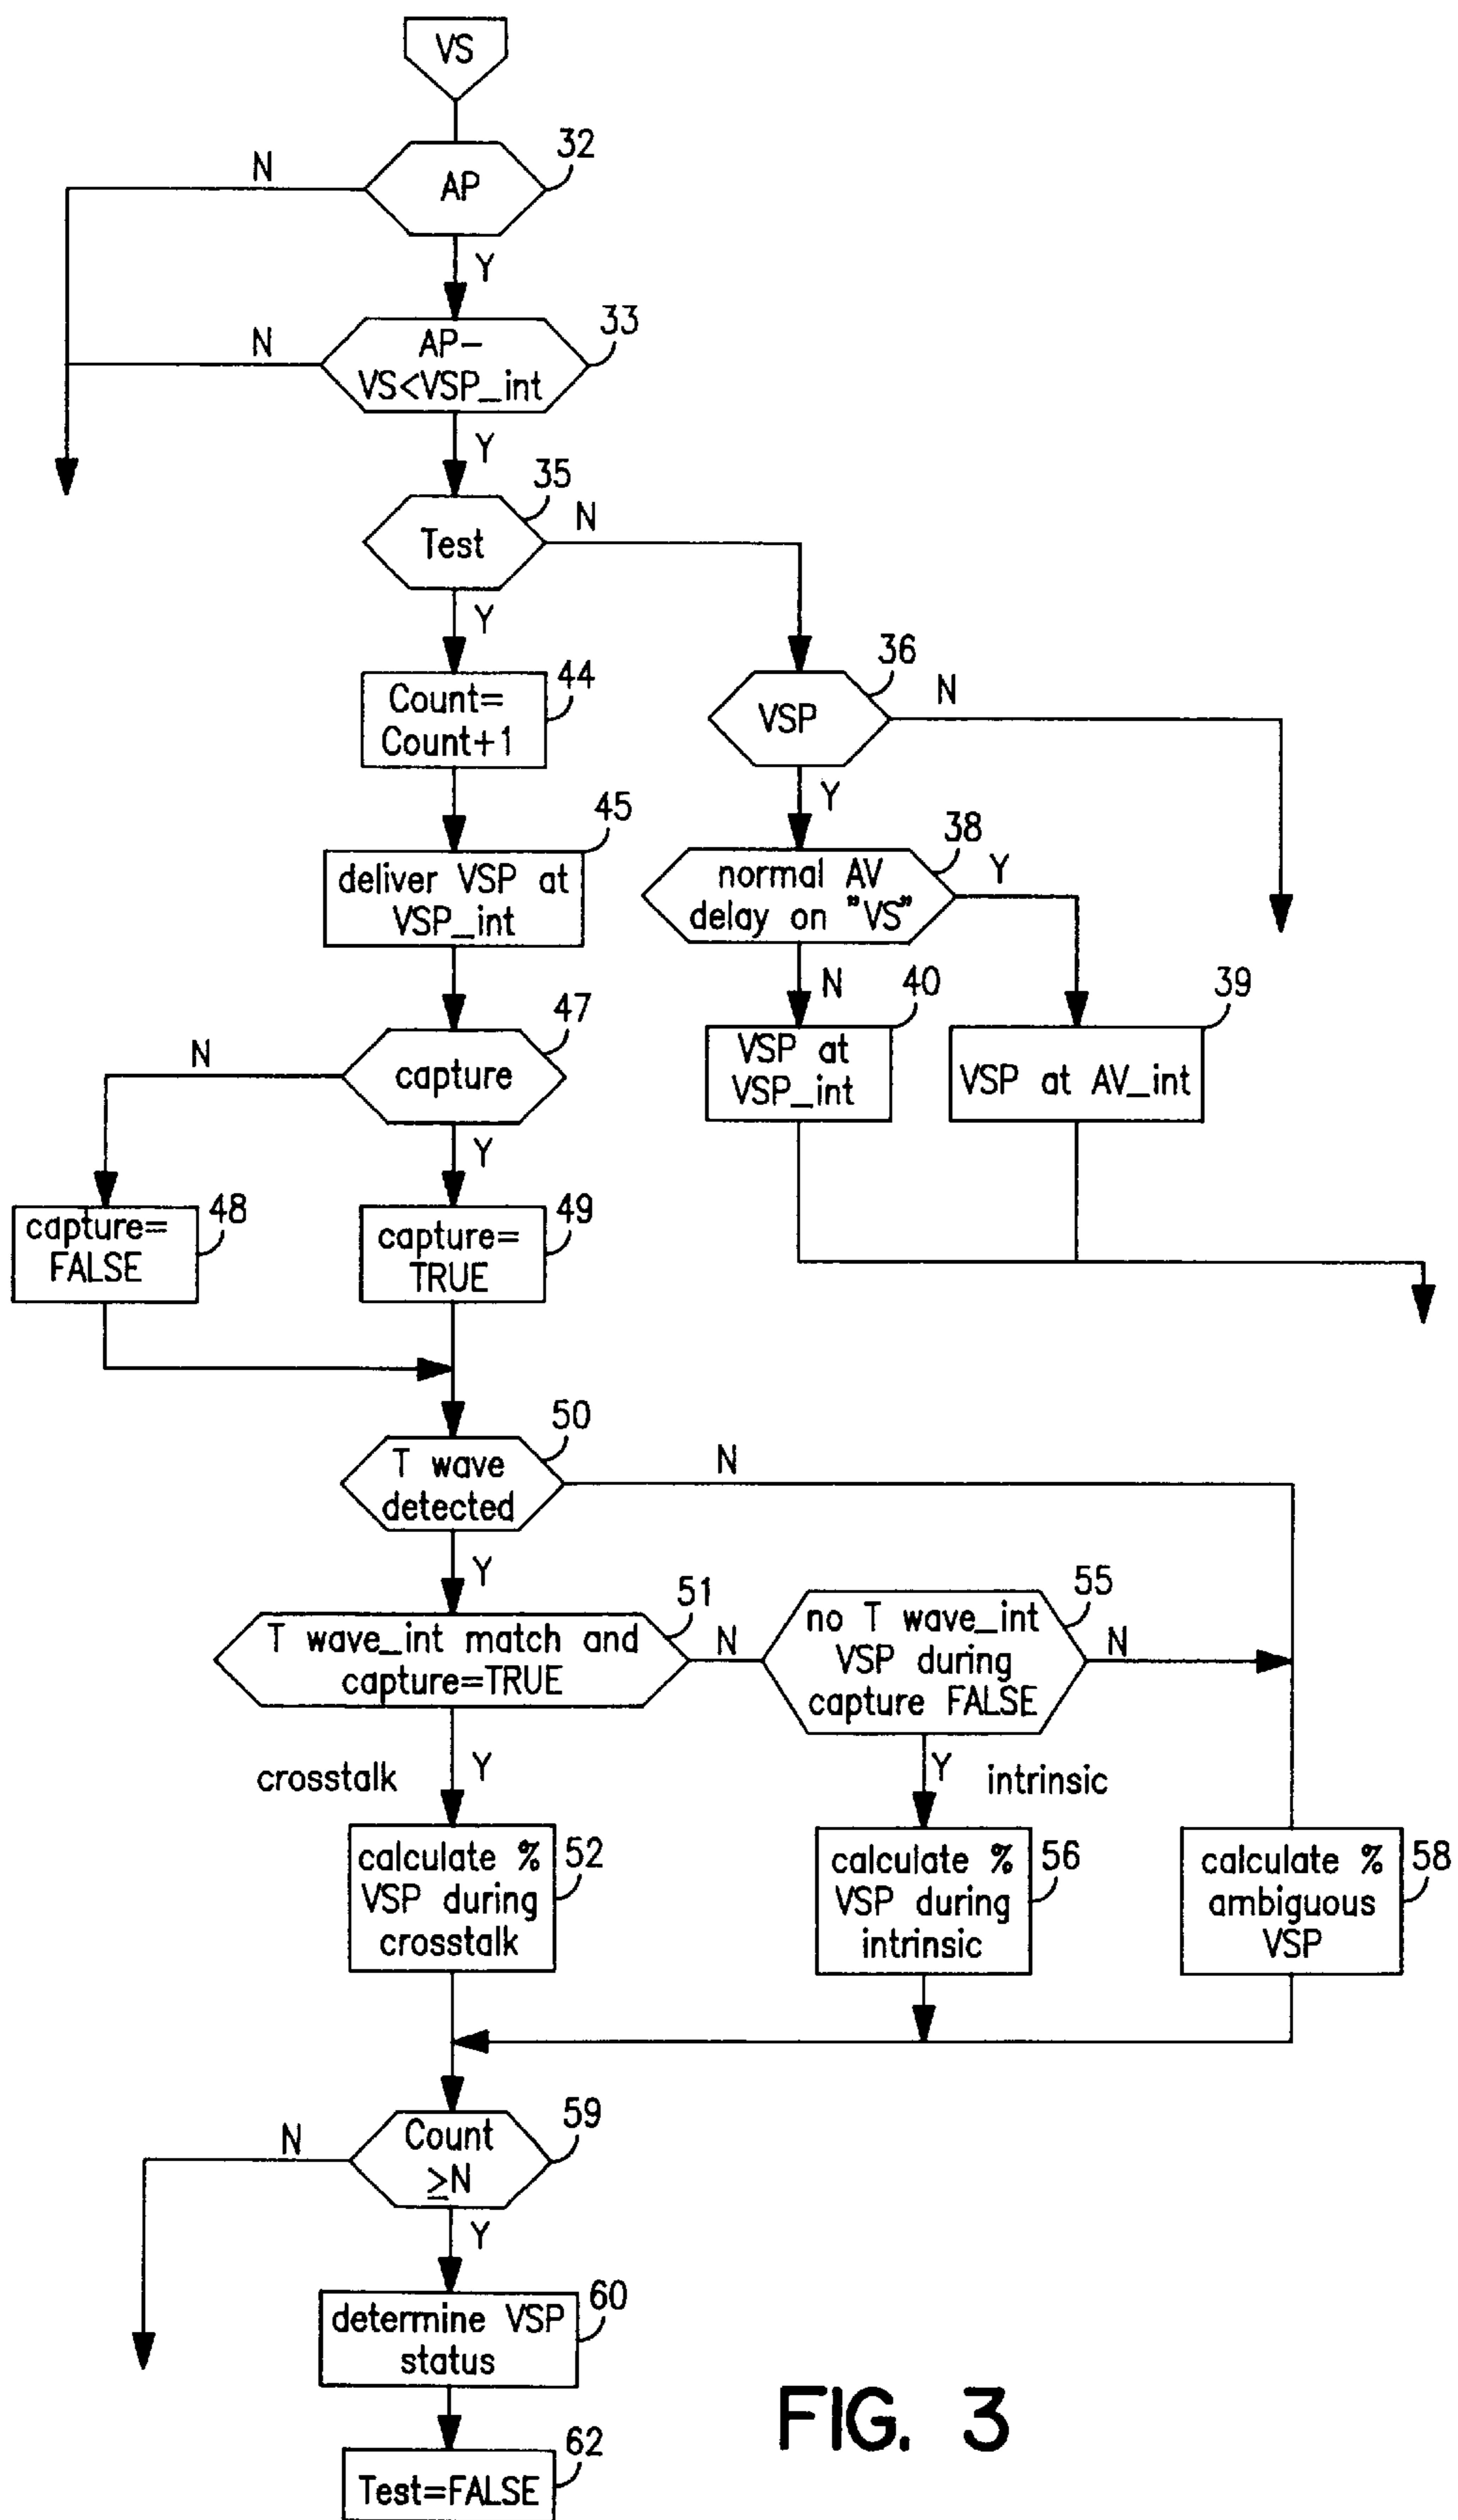 VS
32
N
AP
Y
33
N
AP-
VS<VSP_int
Y
35
N
Test
Y
36
N
44
Count=
Count+1
VSP
Y
45
38
deliver VSP at
VSP_int
normal AV
delay on "VS"
Y
N
40
39
47
N
capture
VSP at
VSP_int
VSP at AV_int
Y
48
49
capture=
FALSE
capture=
TRUE
50
T wave
detected
N
Y
51
55
T wave_int match and
capture=TRUE
N
no T wave_int
VSP during
capture FALSE
N
crosstalk
Y
Y
intrinsic
calculate %
VSP during
crosstalk
52
calculate %
VSP during
intrinsic
56
calculate %
ambiguous
VSP
58
59
N
Count
≥N
Y
60
determine VSP
status
62
Test=FALSE
FIG. 3